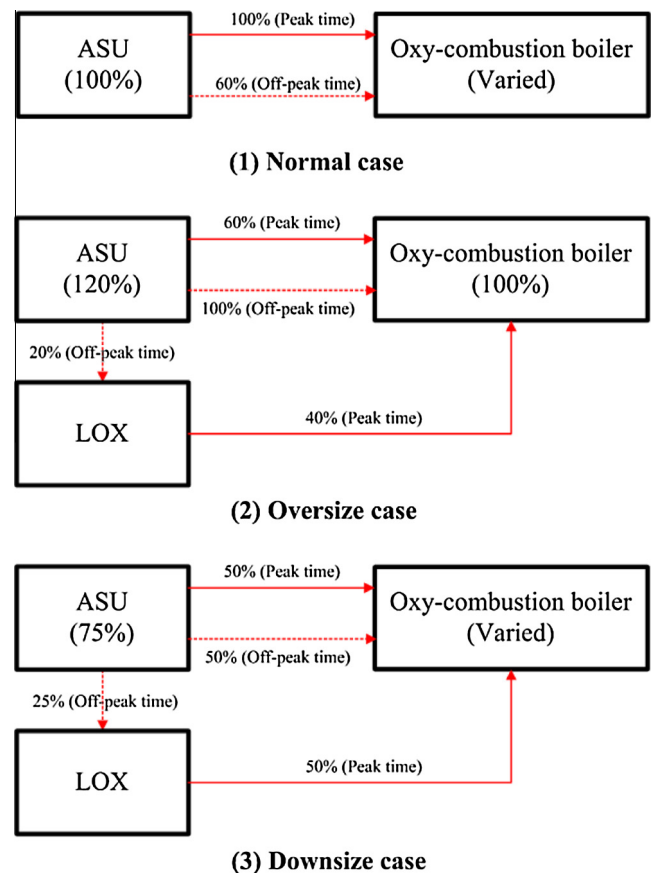 ASU
(100%)
100% (Peak time)
60% (Off-peak time)
Oxy-combustion boiler
(Varied)
(1) Normal case
ASU
(120%)
60% (Peak time)
100% (Off-peak time)
Oxy-combustion boiler
(100%)
20% (Off-peak time)
LOX
40% (Peak time)
(2) Oversize case
ASU
(75%)
50% (Peak time)
50% (Off-peak time)
Oxy-combustion boiler
(Varied)
25% (Off-peak time)
LOX
50% (Peak time)
(3) Downsize case